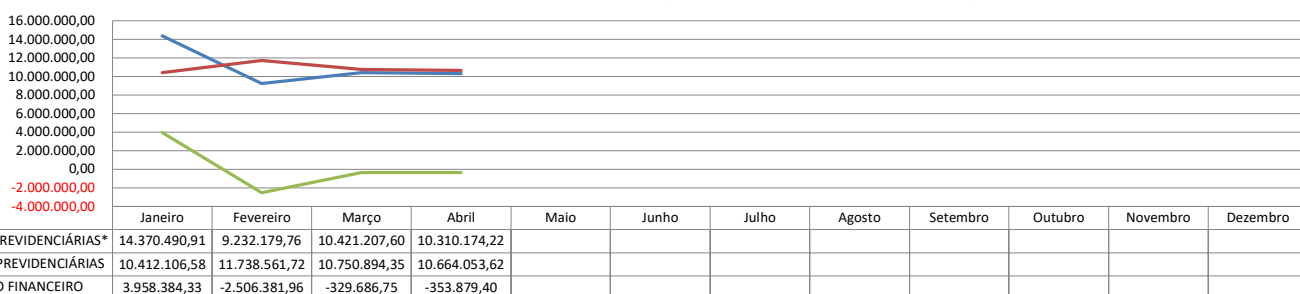 16.000.000,00
14.000.000,00
12.000.000,00
10.000.000,00
8.000.000,00
6.000.000,00
4.000.000,00
2.000.000,00
0,00
-2.000.000,00
-4.000.000,00
Janeiro Fevereiro Março Abril Maio Junho Julho Agosto Setembro Outubro Novembro Dezembro
REVIDENCIÁRIAS* 14.370.490,91 9.232.179,76 10.421.207,60 10.310.174,22
PREVIDENCIÁRIAS 10.412.106,58 11.738.561,72 10.750.894,35 10.664.053,62
O FINANCEIRO 3.958.384,33 -2.506.381,96 -329.686,75 -353.879,40